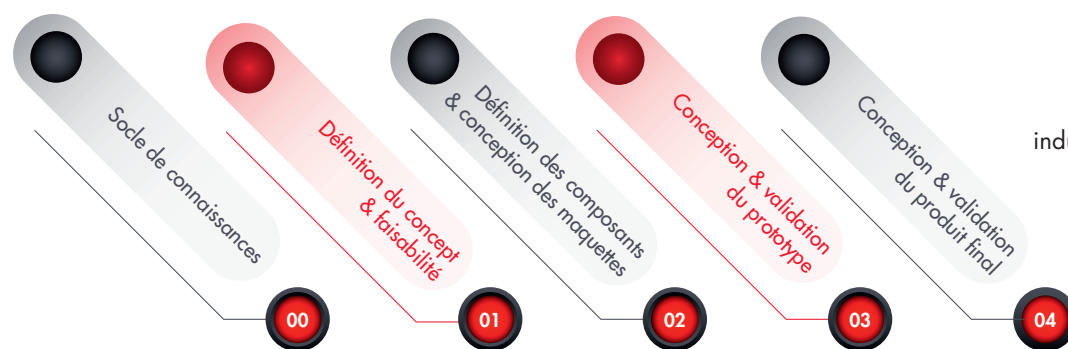 Socle de connaissances
Définition du concept
& faisabilité
Définition des composants
& conception des maquettes
Conception & validation
du prototype
Conception & validation
du produit final
00
01
02
03
04